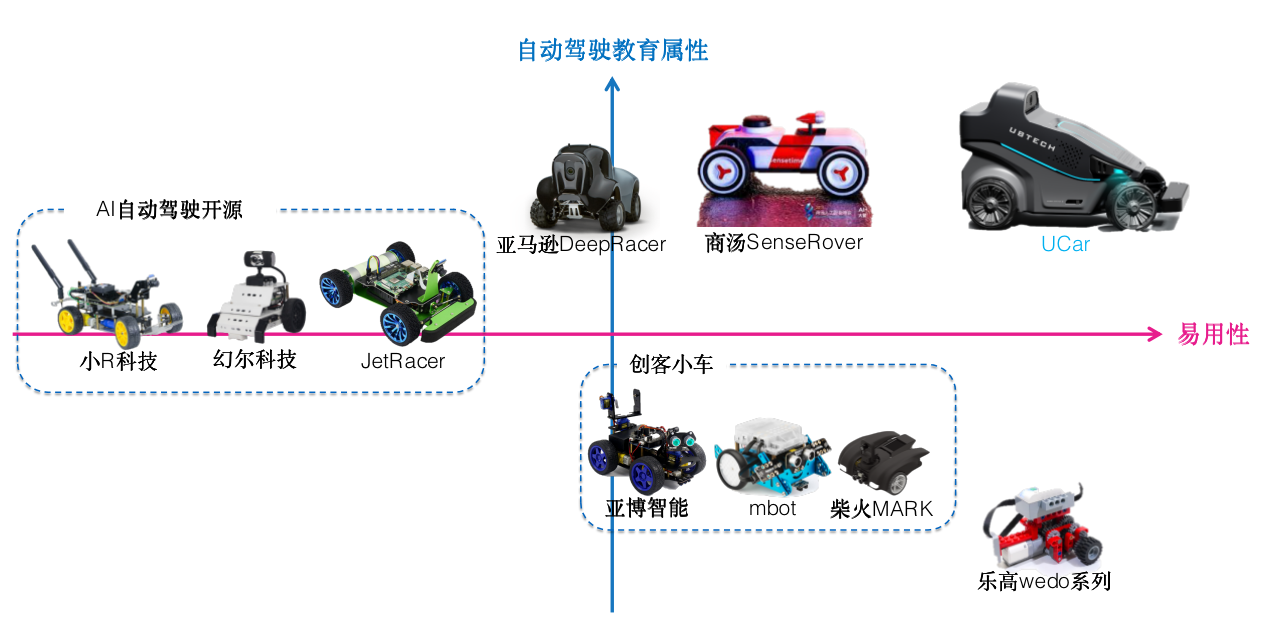 自动驾驶教育属性
UBTECH
sensetime
AI自动驾驶开源
亚马逊DeepRacer
商汤SenseRover
UCar
易用性
小R科技
幻尔科技
JetRacer
创客小车
亚博智能
mbot
柴火MARK
乐高wedo系列